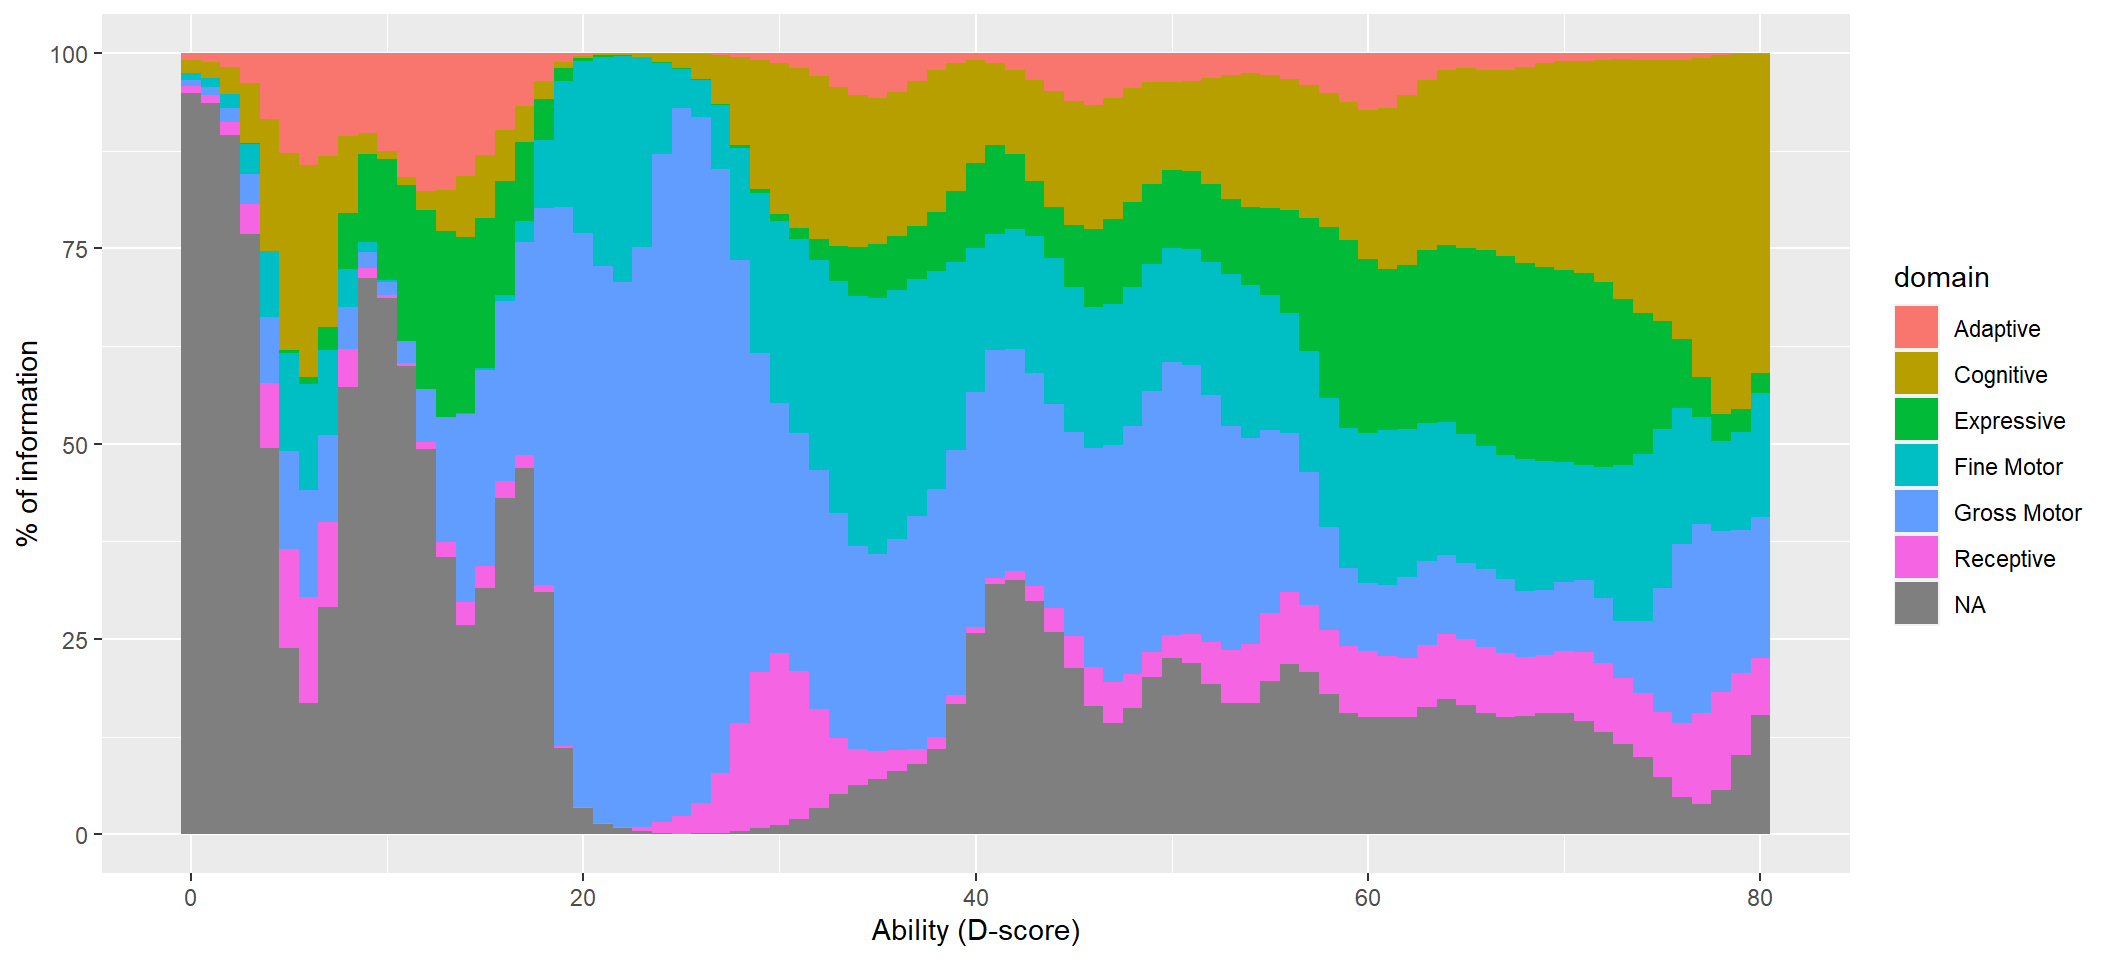 100
75
50
25
0
% of information
0 20 40 60 80
Ability (D-score)
domain
Adaptive
Cognitive
Expressive
Fine Motor
Gross Motor
Receptive
NA